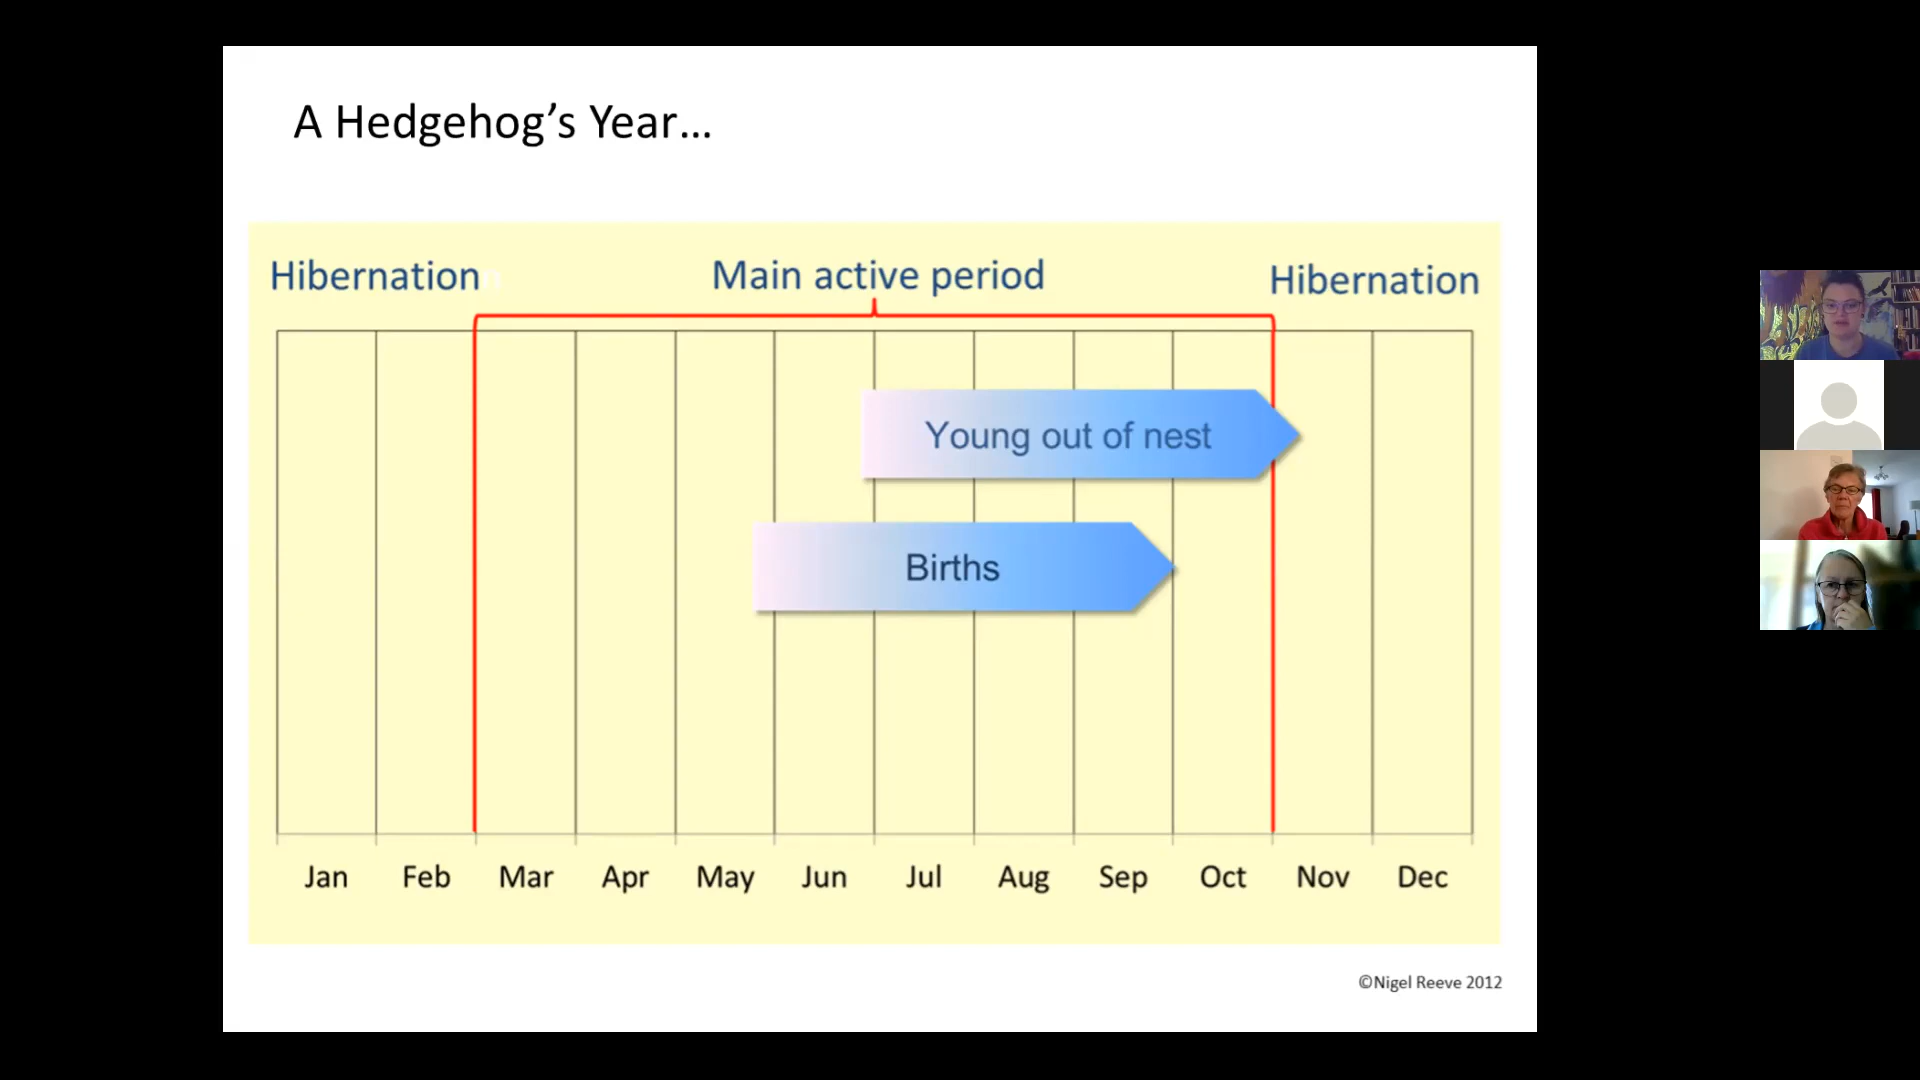 A Hedgehog’s Year...
Hibernation
Main active period
Hibernation
Young out of nest
Births
Jan Feb Mar Apr May Jun Jul Aug Sep Oct Nov Dec
©Nigel Reeve 2012